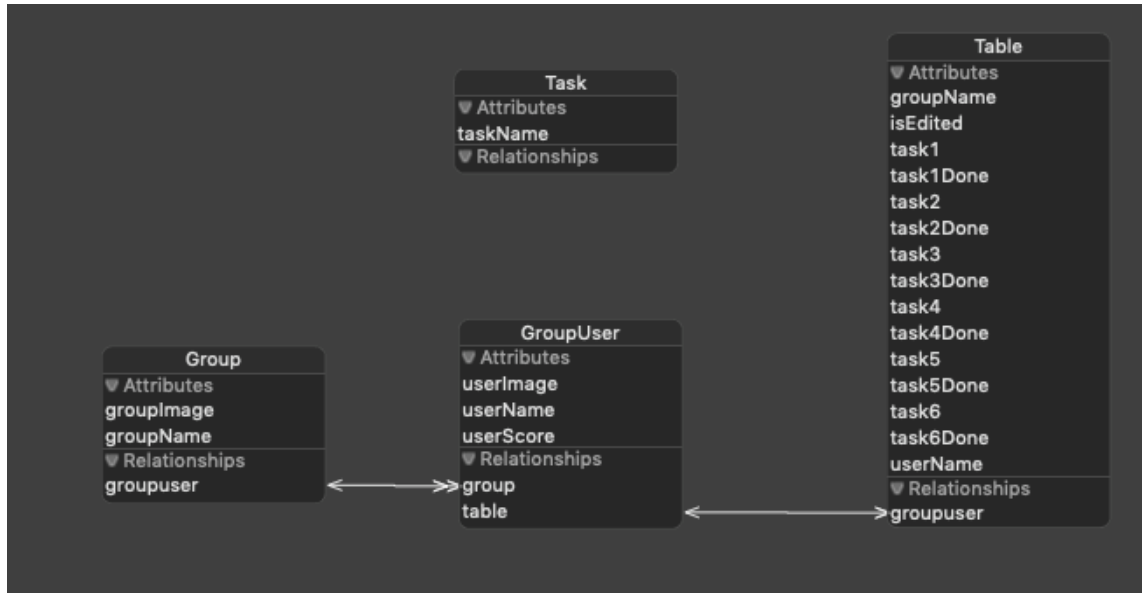 Task
Attributes
taskName
Relationships
Table
Attributes
groupName
isEdited
task1
task1Done
task2
task2Done
task3
task3Done
task4
task4Done
task5
task5Done
task6
task6Done
userName
Relationships
groupuser
Group
Attributes
groupImage
groupName
Relationships
groupuser
GroupUser
Attributes
userImage
userName
userScore
Relationships
group
table